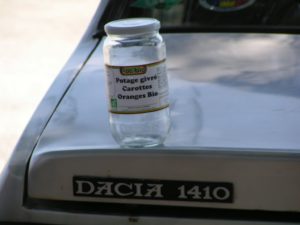 Potage givré
Carottes
Oranges Bio
DACIA 1410